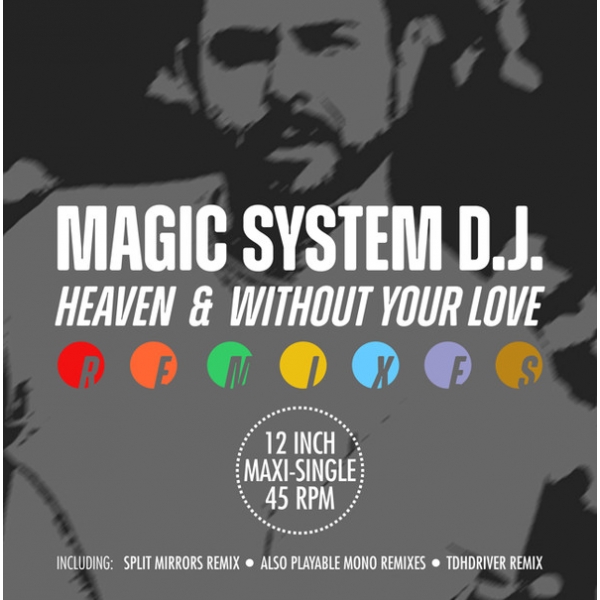 MAGIC SYSTEM D.J.
HEAVEN & WITHOUT YOUR LOVE
REMIXES
12 INCH
MAXI-SINGLE
45 RPM
INCLUDING: SPLIT MIRRORS REMIX ● ALSO PLAYABLE MONO REMIXES ● TDHDRIVER REMIX